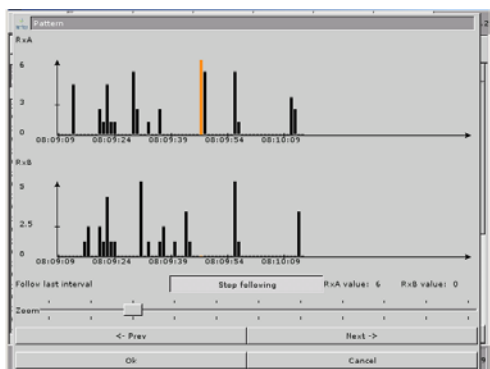 Pattern
RxA
6
3
0
08:09:09 08:09:24 08:09:39 08:09:54 08:10:09
RxB
5
2.5
0
08:09:09 08:09:24 08:09:39 08:09:54 08:10:09
Follow last interval Stop following RxA value: 6 RxB value: 0
Zoom
<- Prev Next ->
Ok Cancel